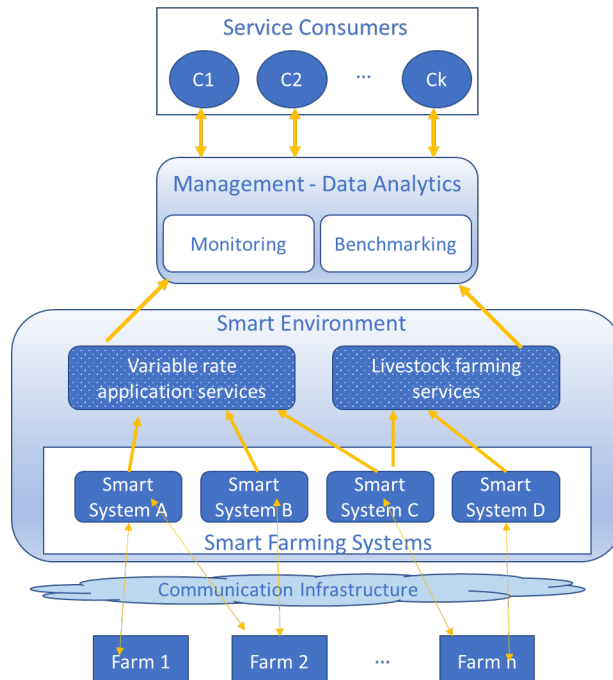 Service Consumers
C1
C2
...
Ck
Management - Data Analytics
Monitoring
Benchmarking
Smart Environment
Variable rate
application services
Livestock farming
services
Smart
System A
Smart
System B
Smart
System C
Smart
System D
Smart Farming Systems
Communication Infrastructure
Farm 1
Farm 2
...
Farm n